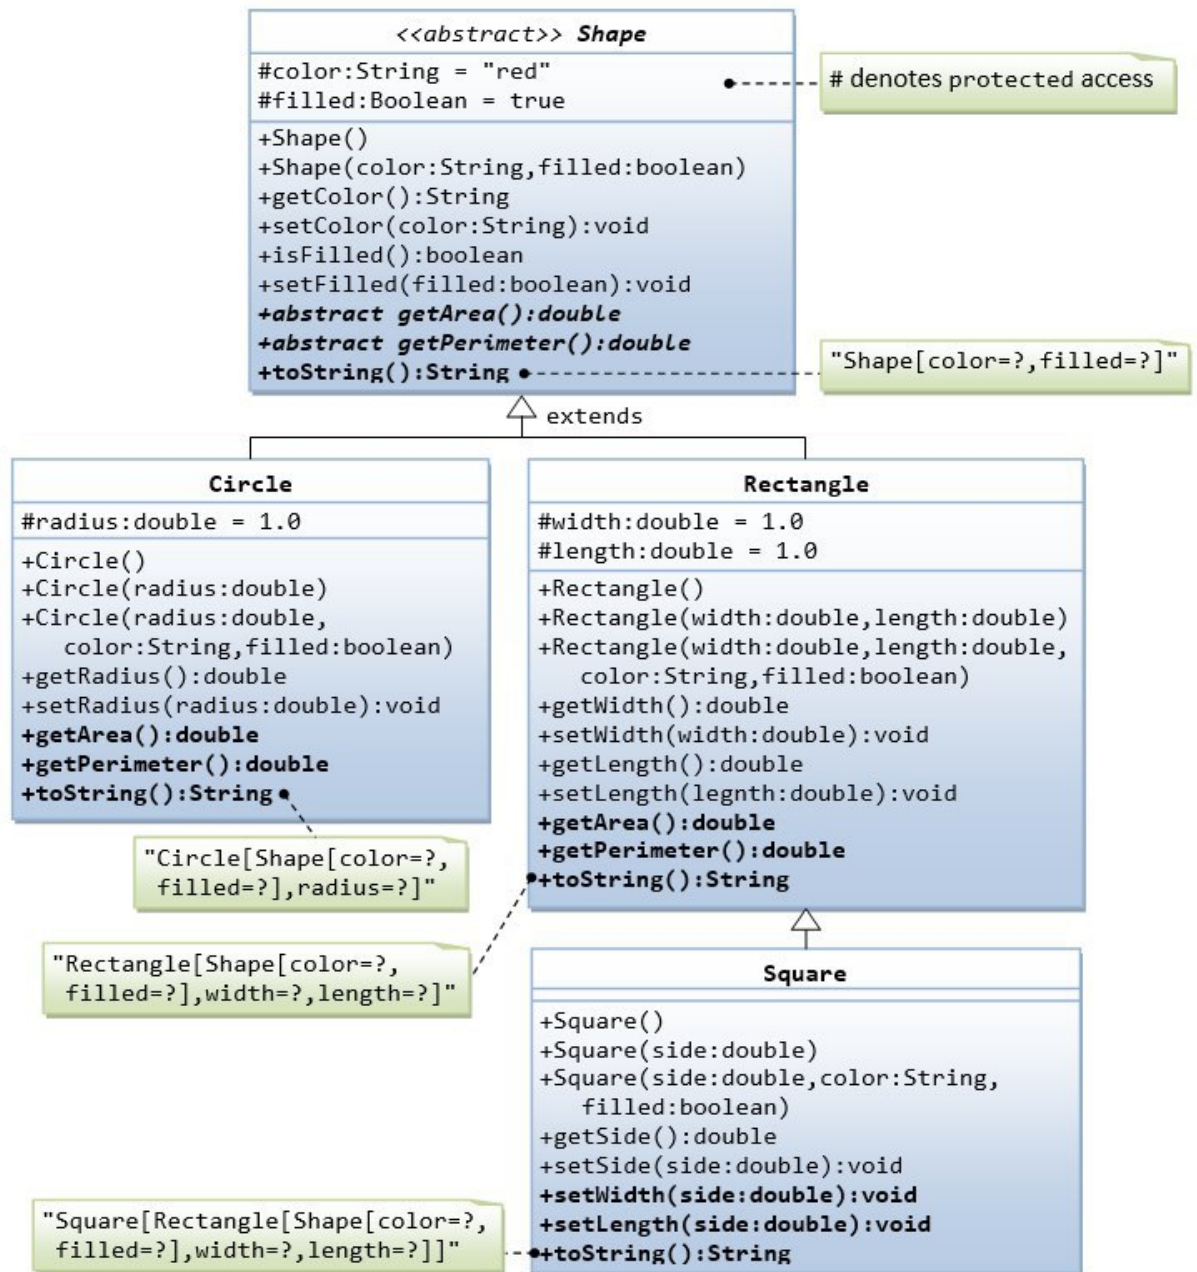 <<abstract>> Shape
#color:String = "red"
#filled:Boolean = true
# denotes protected access
+Shape()
+Shape(color:String,filled:boolean)
+getColor():String
+setColor(color:String):void
+isFilled():boolean
+setFilled(filled:boolean):void
+abstract getArea():double
+abstract getPerimeter():double
+toString():String
"Shape[color=?,filled=?]"
extends
Circle
#radius:double = 1.0
+Circle()
+Circle(radius:double)
+Circle(radius:double,
color:String,filled:boolean)
+getRadius():double
+setRadius(radius:double):void
+getArea():double
+getPerimeter():double
+toString():String
"Circle[Shape[color=?,
filled=?],radius=?]"
Rectangle
#width:double = 1.0
#length:double = 1.0
+Rectangle()
+Rectangle(width:double,length:double)
+Rectangle(width:double,length:double,
color:String,filled:boolean)
+getWidth():double
+setWidth(width:double):void
+getLength():double
+setLength(legnth:double):void
+getArea():double
+getPerimeter():double
+toString():String
"Rectangle[Shape[color=?,
filled=?],width=?,length=?]"
Square
+Square()
+Square(side:double)
+Square(side:double,color:String,
filled:boolean)
+getSide():double
+setSide(side:double):void
+setWidth(side:double):void
+setLength(side:double):void
+toString():String
"Square[Rectangle[Shape[color=?,
filled=?],width=?,length=?]]"